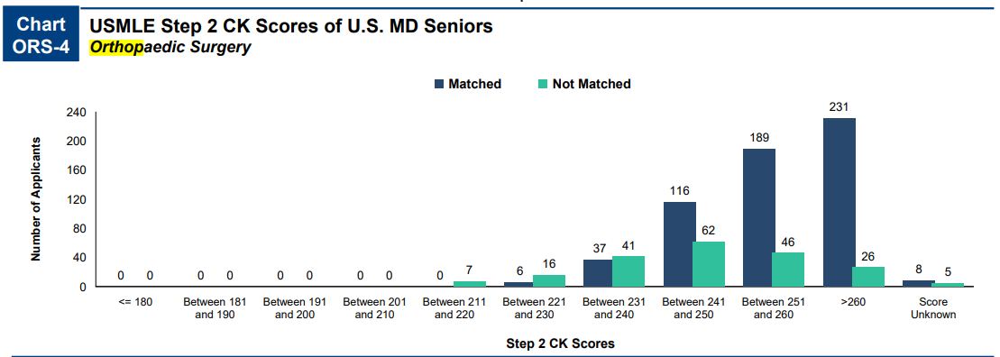 Chart
ORS-4
USMLE Step 2 CK Scores of U.S. MD Seniors
Orthopaedic Surgery
Matched Not Matched
Number of Applicants
240
200
160
120
80
40
0
0 0 0 0 0 0 0 0 0 7 6 16 37 41 116 62 189 46 231 26 8 5
<= 180 Between 181 Between 191 Between 201 Between 211 Between 221 Between 231 Between 241 Between 251 >260 Score
and 190 and 200 and 210 and 220 and 230 and 240 and 250 and 260 Unknown
Step 2 CK Scores